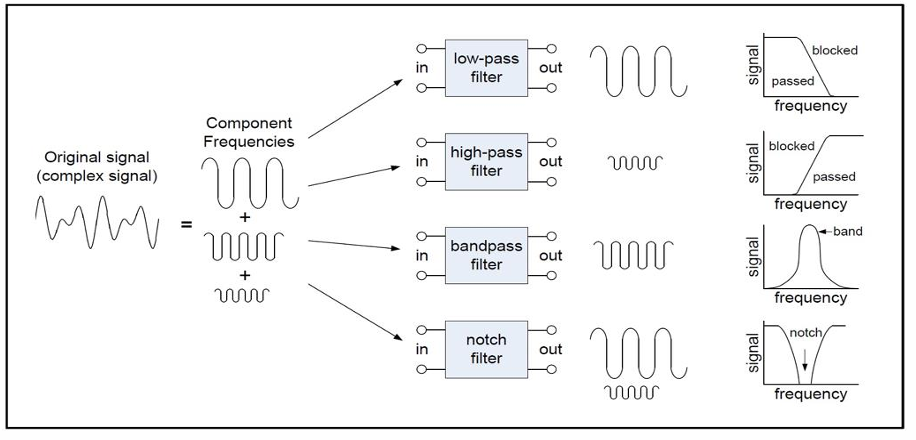 Original signal
(complex signal)
=
Component
Frequencies
+
+
in
low-pass
filter
out
signal
blocked
passed
frequency
in
high-pass
filter
out
signal
blocked
passed
frequency
in
bandpass
filter
out
signal
band
frequency
in
notch
filter
out
signal
notch
frequency